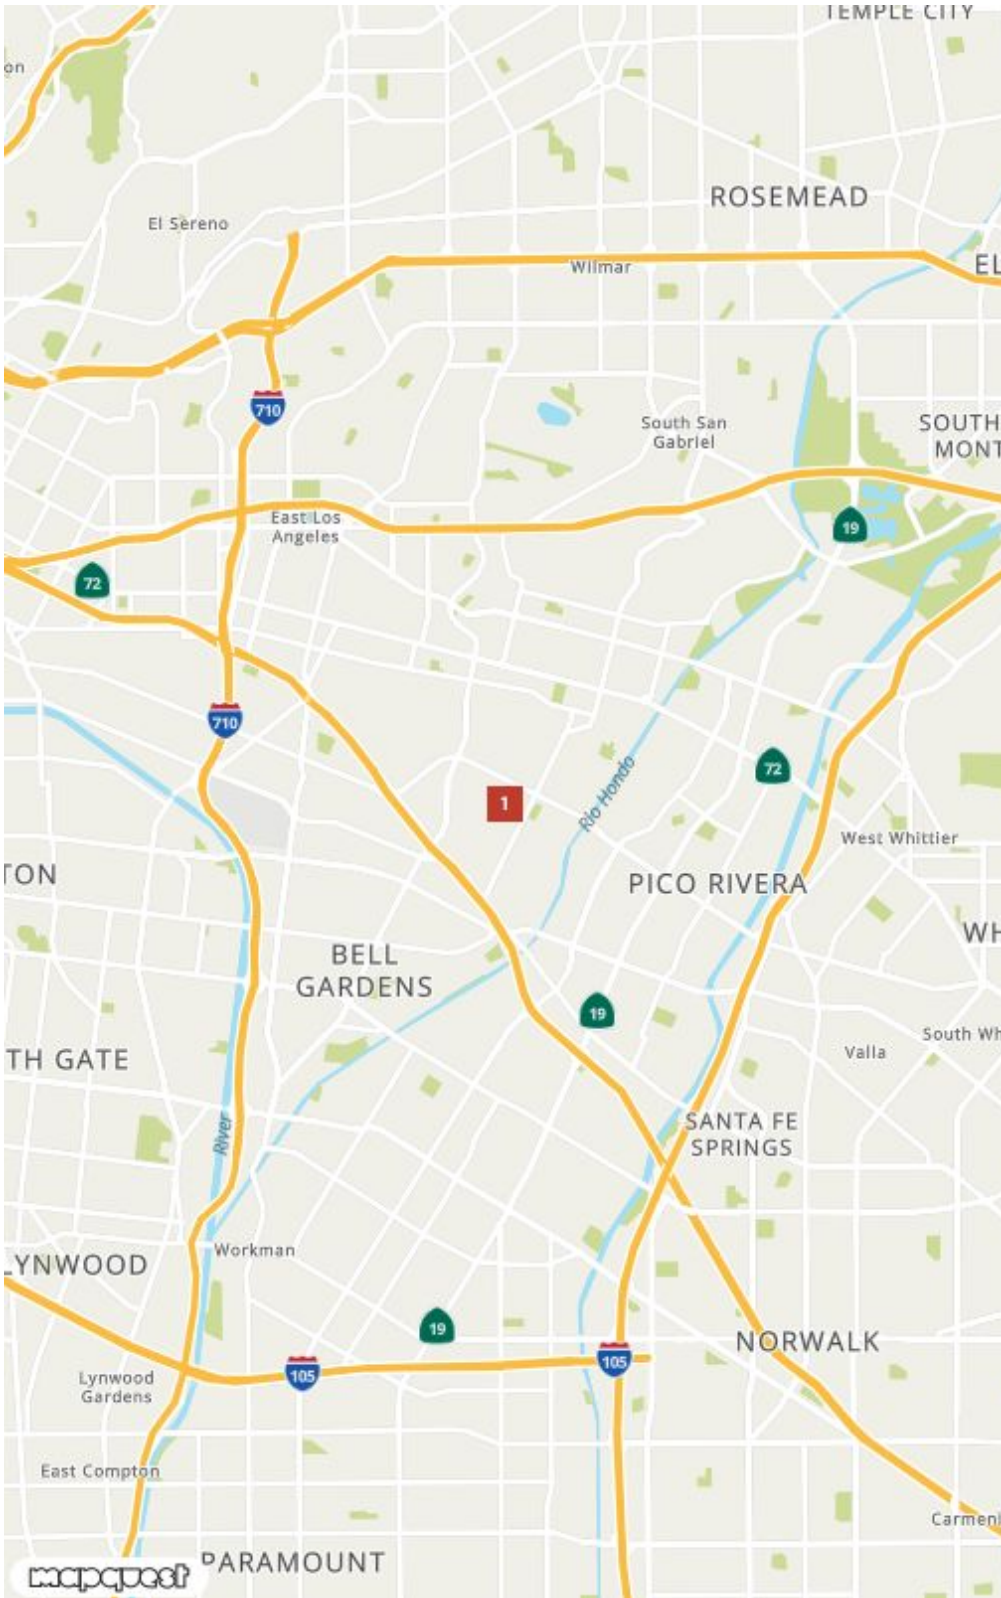 TEMPLE CITY
on
ROSEMEAD
El Sereno
Wilmar
EL
710
South San
Gabriel
SOUTH
MONT
East Los
Angeles
19
72
710
72
1
Rio Hondo
West Whittier
TON
PICO RIVERA
WH
BELL
GARDENS
19
South Wh
Valla
TH GATE
River
SANTA FE
SPRINGS
Workman
LYNWOOD
19
NORWALK
105
105
Lynwood
Gardens
East Compton
Carmen
PARAMOUNT
mapquest